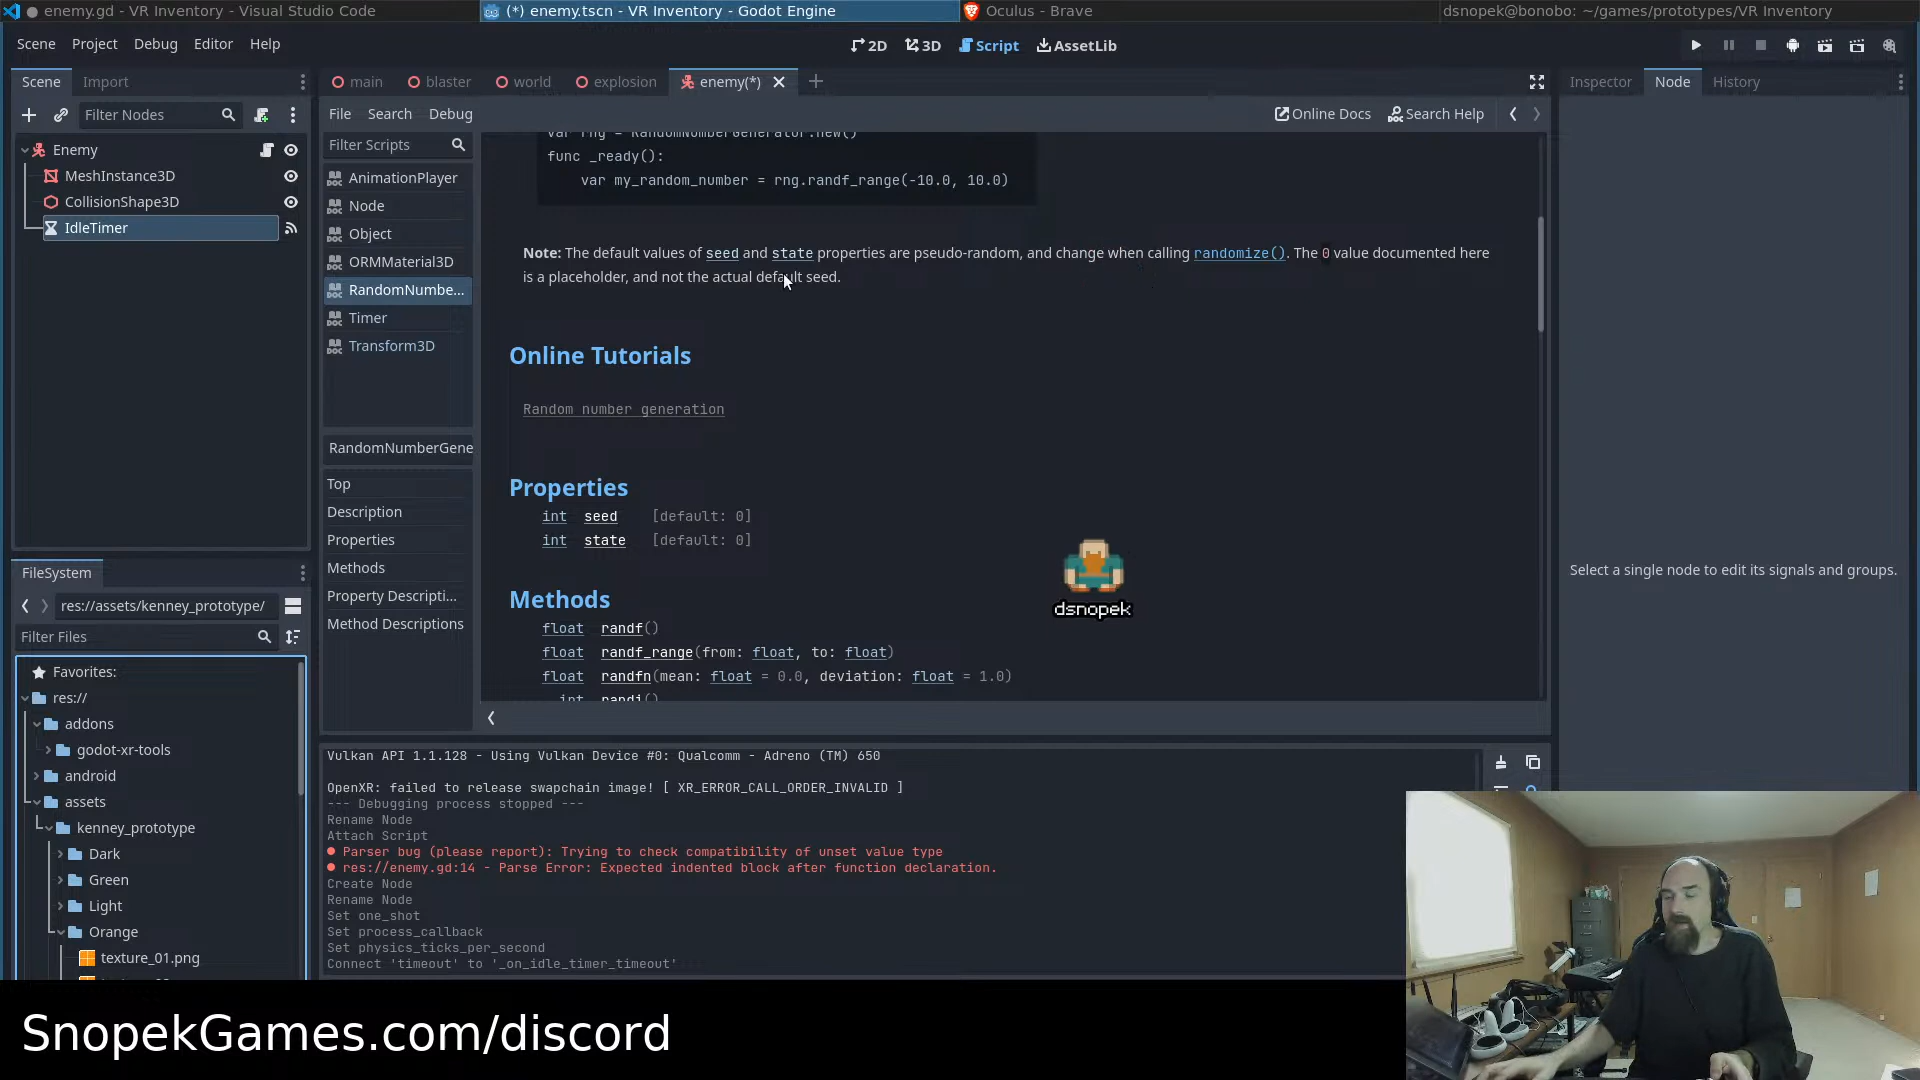 enemy.gd - VR Inventory - Visual Studio Code
(*) enemy.tscn - VR Inventory - Godot Engine
Oculus - Brave
dsnopek@bonobo: ~/games/prototypes/VR Inventory
Scene Project Debug Editor Help
2D 3D Script AssetLib
Scene Import
main blaster world explosion enemy(*)
Inspector Node History
Filter Nodes
File Search Debug
Online Docs Search Help
Enemy
MeshInstance3D
CollisionShape3D
IdleTimer
Filter Scripts
AnimationPlayer
Node
Object
ORMMaterial3D
RandomNumbe...
Timer
Transform3D
RandomNumberGene
Top
Description
Properties
Methods
Property Descripti...
Method Descriptions
var rng = RandomNumberGenerator.new()
func _ready():
var my_random_number = rng.randf_range(-10.0, 10.0)
Note: The default values of seed and state properties are pseudo-random, and change when calling randomize(). The 0 value documented here
is a placeholder, and not the actual default seed.
Online Tutorials
Random number generation
Properties
int seed [default: 0]
int state [default: 0]
Methods
float randf()
float randf_range(from: float, to: float)
float randfn(mean: float = 0.0, deviation: float = 1.0)
int randi()
dsnopek
Select a single node to edit its signals and groups.
FileSystem
res://assets/kenney_prototype/
Filter Files
Favorites:
res://
addons
godot-xr-tools
android
assets
kenney_prototype
Dark
Green
Light
Orange
texture_01.png
Vulkan API 1.1.128 - Using Vulkan Device #0: Qualcomm - Adreno (TM) 650
OpenXR: failed to release swapchain image! [ XR_ERROR_CALL_ORDER_INVALID ]
--- Debugging process stopped ---
Rename Node
Attach Script
Parser bug (please report): Trying to check compatibility of unset value type
res://enemy.gd:14 - Parse Error: Expected indented block after function declaration.
Create Node
Rename Node
Set one_shot
Set process_callback
Set physics_ticks_per_second
Connect 'timeout' to '_on_idle_timer_timeout'
SnopekGames.com/discord